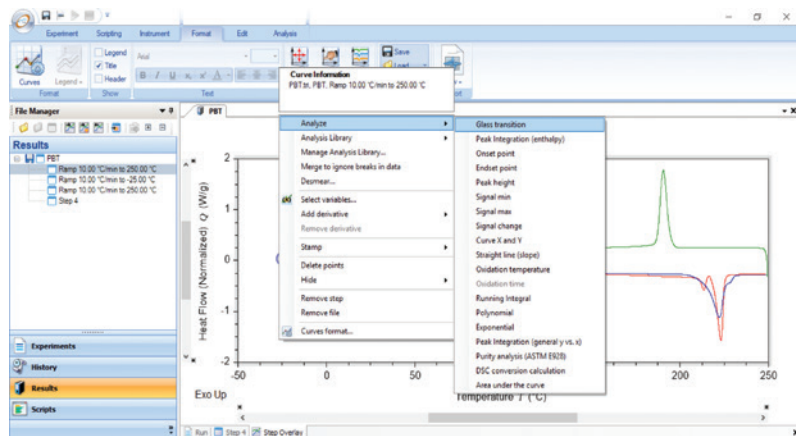 Experiment Scripting Instrument Format Edit Analysis
Legend
Title
Header
Arial
Save
Load
Curves Legend
Format Show Text
Curve Information
PBT.tri, PBT, Ramp 10.00 °C/min to 250.00 °C
File Manager
PBT
Results
PBT
Ramp 10.00 °C/min to 250.00 °C
Ramp 10.00 °C/min to -25.00 °C
Ramp 10.00 °C/min to 250.00 °C
Step 4
Experiments
History
Results
Scripts
Analyze
Analysis Library
Manage Analysis Library...
Merge to ignore breaks in data
Desmear...
Select variables...
Add derivative
Remove derivative
Stamp
Delete points
Hide
Remove step
Remove file
Curves format...
Glass transition
Peak Integration (enthalpy)
Onset point
Endset point
Peak height
Signal min
Signal max
Signal change
Curve X and Y
Straight line (slope)
Oxidation temperature
Oxidation time
Running Integral
Polynomial
Exponential
Peak Integration (general y vs. x)
Purity analysis (ASTM E928)
DSC conversion calculation
Area under the curve
Heat Flow (Normalized) Q (W/g)
2
1
0
-1
-2
-50 0 50 200 250
Exo Up
Temperature T (°C)
Run Step 4 Step Overlay